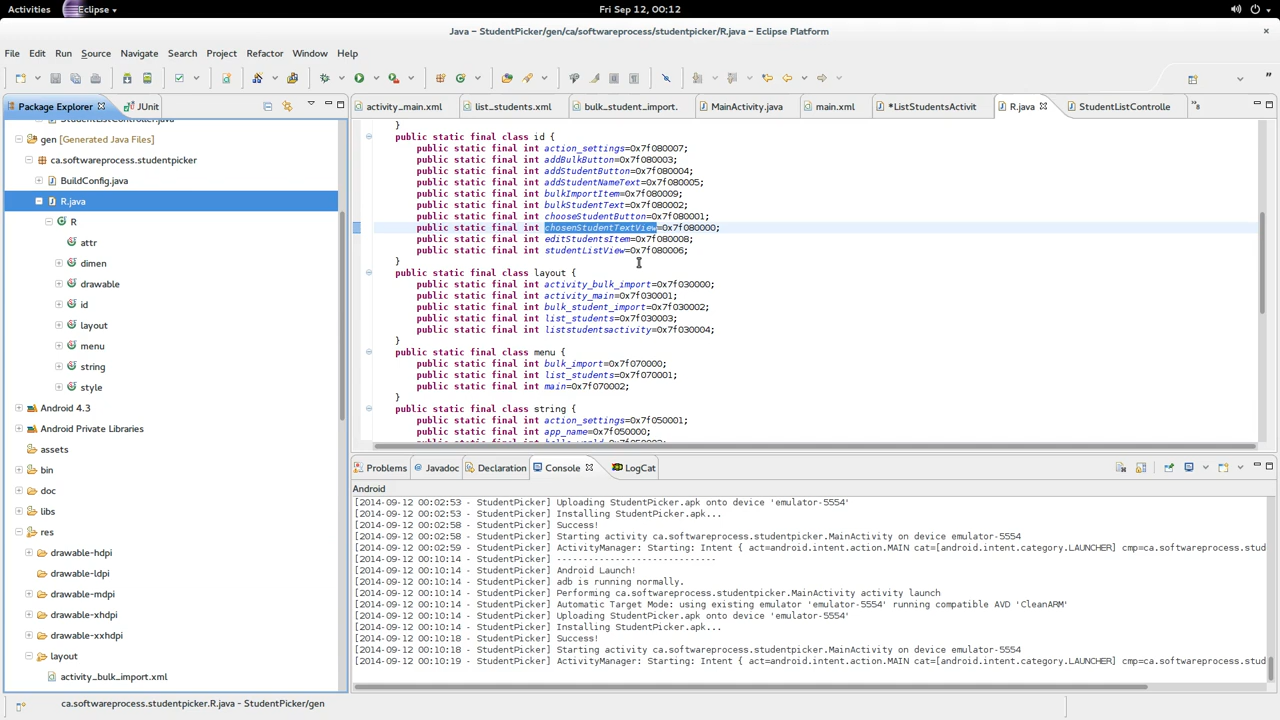 Activities Eclipse Fri Sep 12, 00:12
Java – StudentPicker/gen/ca/softwareprocess/studentpicker/R.java – Eclipse Platform ×
File Edit Run Source Navigate Search Project Refactor Window Help
Package Explorer JUnit
activity_main.xml list_students.xml bulk_student_import. MainActivity.java main.xml *ListStudentsActivit R.java StudentListControlle »8
StudentListController.java
gen [Generated Java Files]
ca.softwareprocess.studentpicker
BuildConfig.java
R.java
R
attr
dimen
drawable
id
layout
menu
string
style
Android 4.3
Android Private Libraries
assets
bin
doc
libs
res
drawable-hdpi
drawable-ldpi
drawable-mdpi
drawable-xhdpi
drawable-xxhdpi
layout
activity_bulk_import.xml
}
public static final class id {
public static final int action_settings=0x7f080007;
public static final int addBulkButton=0x7f080003;
public static final int addStudentButton=0x7f080004;
public static final int addStudentNameText=0x7f080005;
public static final int bulkImportItem=0x7f080009;
public static final int bulkStudentText=0x7f080002;
public static final int chooseStudentButton=0x7f080001;
public static final int chosenStudentTextView=0x7f080000;
public static final int editStudentsItem=0x7f080008;
public static final int studentListView=0x7f080006;
}
public static final class layout {
public static final int activity_bulk_import=0x7f030000;
public static final int activity_main=0x7f030001;
public static final int bulk_student_import=0x7f030002;
public static final int list_students=0x7f030003;
public static final int liststudentsactivity=0x7f030004;
}
public static final class menu {
public static final int bulk_import=0x7f070000;
public static final int list_students=0x7f070001;
public static final int main=0x7f070002;
}
public static final class string {
public static final int action_settings=0x7f050001;
public static final int app_name=0x7f050000;
Problems Javadoc Declaration Console LogCat
Android
[2014-09-12 00:02:53 - StudentPicker] Uploading StudentPicker.apk onto device 'emulator-5554'
[2014-09-12 00:02:53 - StudentPicker] Installing StudentPicker.apk...
[2014-09-12 00:02:58 - StudentPicker] Success!
[2014-09-12 00:02:58 - StudentPicker] Starting activity ca.softwareprocess.studentpicker.MainActivity on device emulator-5554
[2014-09-12 00:02:59 - StudentPicker] ActivityManager: Starting: Intent { act=android.intent.action.MAIN cat=[android.intent.category.LAUNCHER] cmp=ca.softwareprocess.stud
[2014-09-12 00:10:14 - StudentPicker] ------------------------------
[2014-09-12 00:10:14 - StudentPicker] Android Launch!
[2014-09-12 00:10:14 - StudentPicker] adb is running normally.
[2014-09-12 00:10:14 - StudentPicker] Performing ca.softwareprocess.studentpicker.MainActivity activity launch
[2014-09-12 00:10:14 - StudentPicker] Automatic Target Mode: using existing emulator 'emulator-5554' running compatible AVD 'CleanARM'
[2014-09-12 00:10:14 - StudentPicker] Uploading StudentPicker.apk onto device 'emulator-5554'
[2014-09-12 00:10:14 - StudentPicker] Installing StudentPicker.apk...
[2014-09-12 00:10:18 - StudentPicker] Success!
[2014-09-12 00:10:18 - StudentPicker] Starting activity ca.softwareprocess.studentpicker.MainActivity on device emulator-5554
[2014-09-12 00:10:19 - StudentPicker] ActivityManager: Starting: Intent { act=android.intent.action.MAIN cat=[android.intent.category.LAUNCHER] cmp=ca.softwareprocess.stud
ca.softwareprocess.studentpicker.R.java - StudentPicker/gen